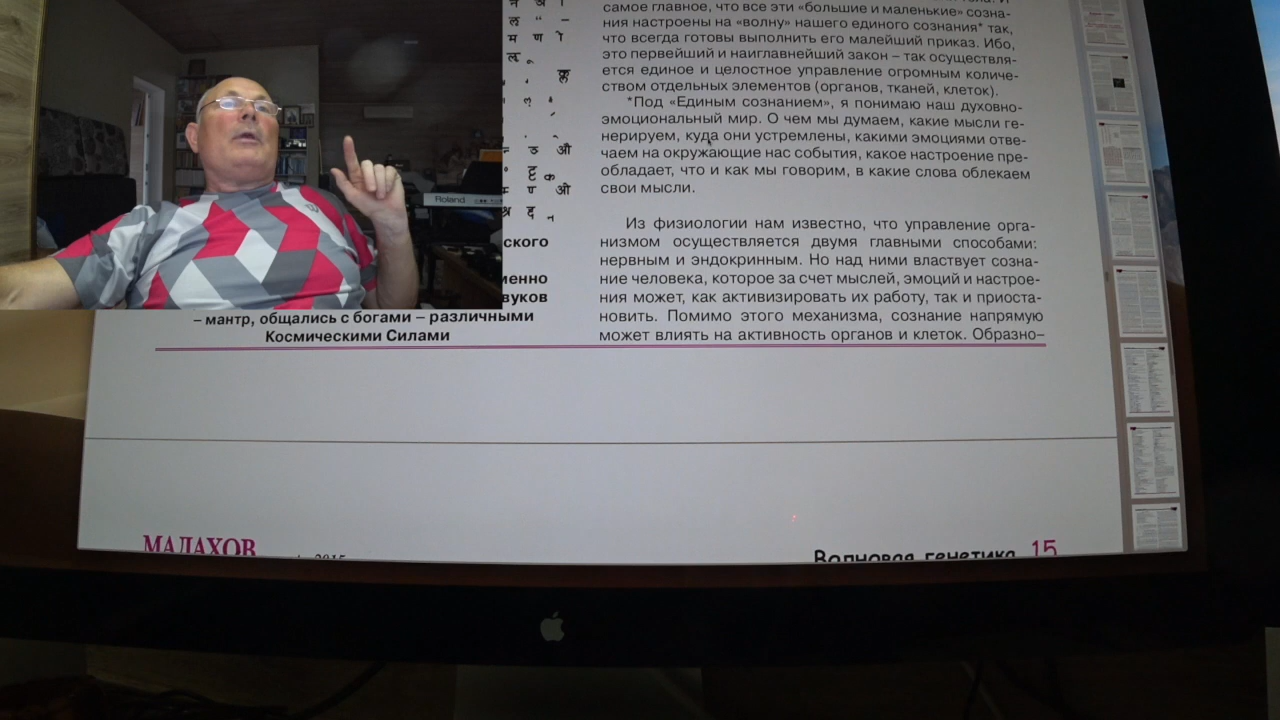 самое главное, что все эти «большие и маленькие» созна-
ния настроены на «волну» нашего единого сознания* так,
что всегда готовы выполнить его малейший приказ. Ибо,
это первейший и наиглавнейший закон – так осуществля-
ется единое и целостное управление огромным количе-
ством отдельных элементов (органов, тканей, клеток).
*Под «Единым сознанием», я понимаю наш духовно-
эмоциональный мир. О чем мы думаем, какие мысли ге-
нерируем, куда они устремлены, какими эмоциями отве-
чаем на окружающие нас события, какое настроение пре-
обладает, что и как мы говорим, в какие слова облекаем
свои мысли.
Из физиологии нам известно, что управление орга-
низмом осуществляется двумя главными способами:
нервным и эндокринным. Но над ними властвует созна-
ние человека, которое за счет мыслей, эмоций и настрое-
ния может, как активизировать их работу, так и приоста-
новить. Помимо этого механизма, сознание напрямую
может влиять на активность органов и клеток. Образно–
ского
менно
вуков
– мантр, общались с богами – различными
Космическими Силами
Roland
МАЛАХОВ
2015
Волновая генетика 15